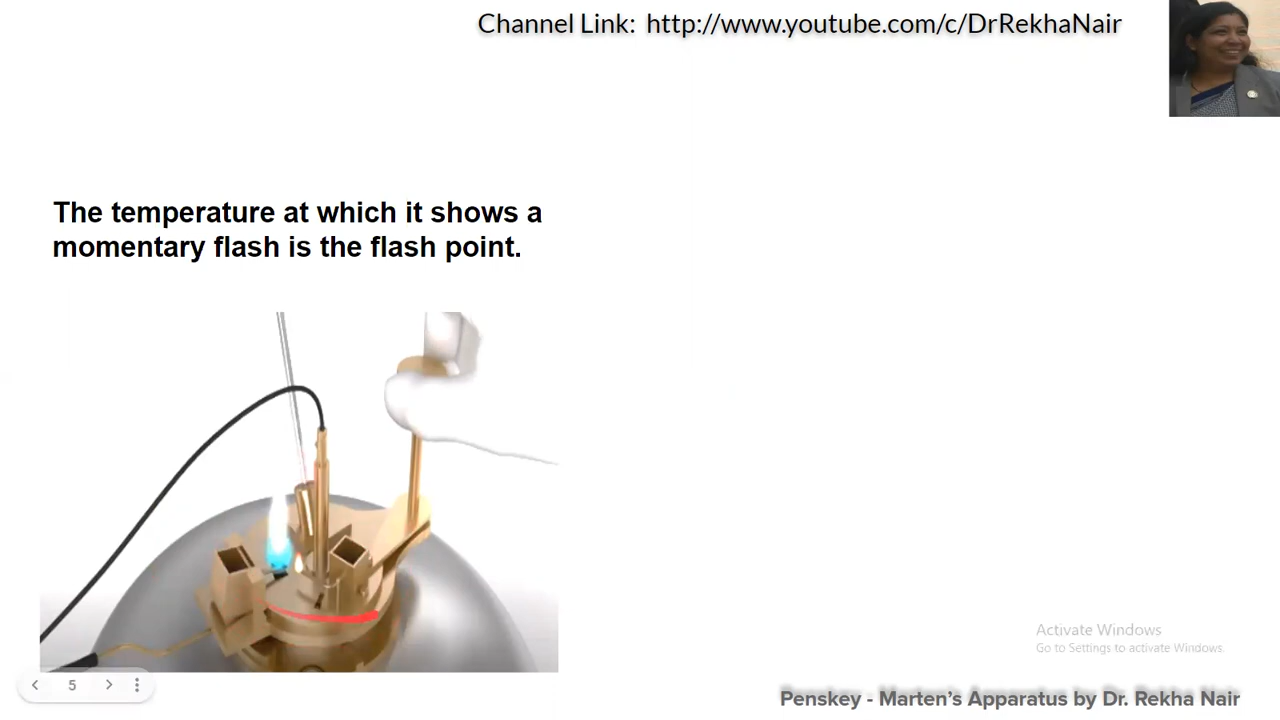 Channel Link: http://www.youtube.com/c/DrRekhaNair
The temperature at which it shows a
momentary flash is the flash point.
Activate Windows
Go to Settings to activate Windows.
5
Penskey - Marten's Apparatus by Dr. Rekha Nair